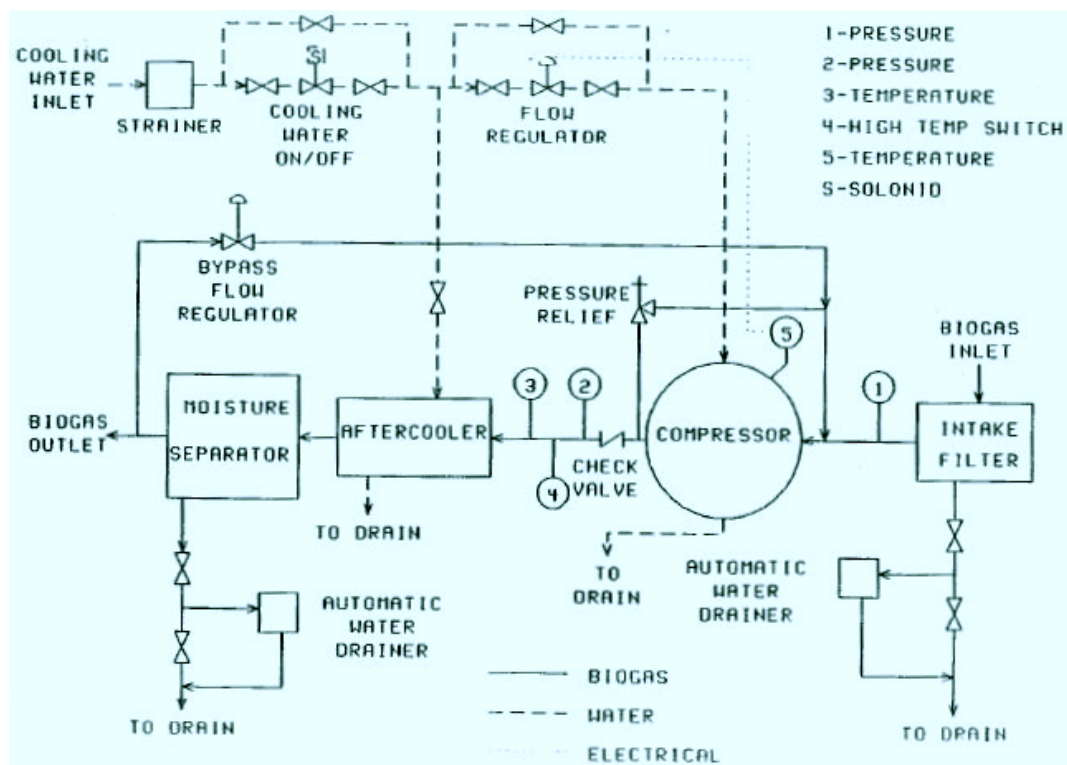 COOLING
WATER
INLET
STRAINER
SI
COOLING
WATER
ON/OFF
FLOW
REGULATOR
1-PRESSURE
2-PRESSURE
3-TEMPERATURE
4-HIGH TEMP SWITCH
5-TEMPERATURE
S-SOLONID
BYPASS
FLOW
REGULATOR
PRESSURE
RELIEF
5
BIOGAS
INLET
BIOGAS
OUTLET
MOISTURE
SEPARATOR
AFTERCOOLER
3
2
4
CHECK
VALVE
COMPRESSOR
1
INTAKE
FILTER
TO DRAIN
TO
DRAIN
AUTOMATIC
WATER
DRAINER
AUTOMATIC
WATER
DRAINER
TO DRAIN
BIOGAS
WATER
ELECTRICAL
TO DRAIN